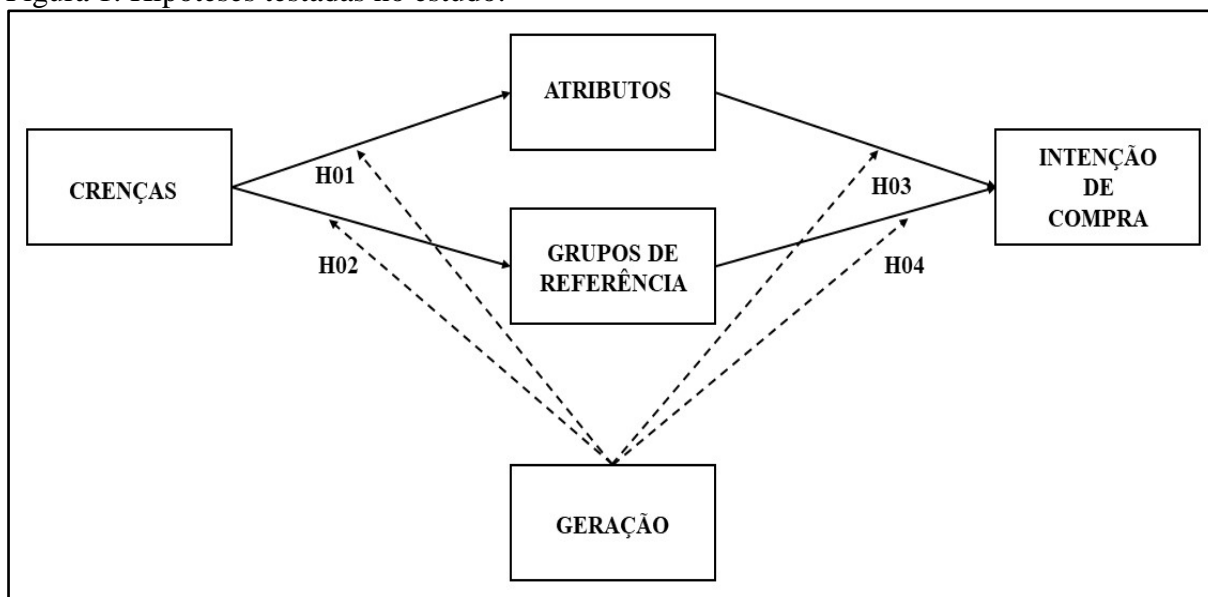 Figura 1: Hipóteses testadas no estudo.
ATRIBUTOS
CRENÇAS
INTENÇÃO
DE
COMPRA
H01
H03
GRUPOS DE
REFERÊNCIA
H02
H04
GERAÇÃO